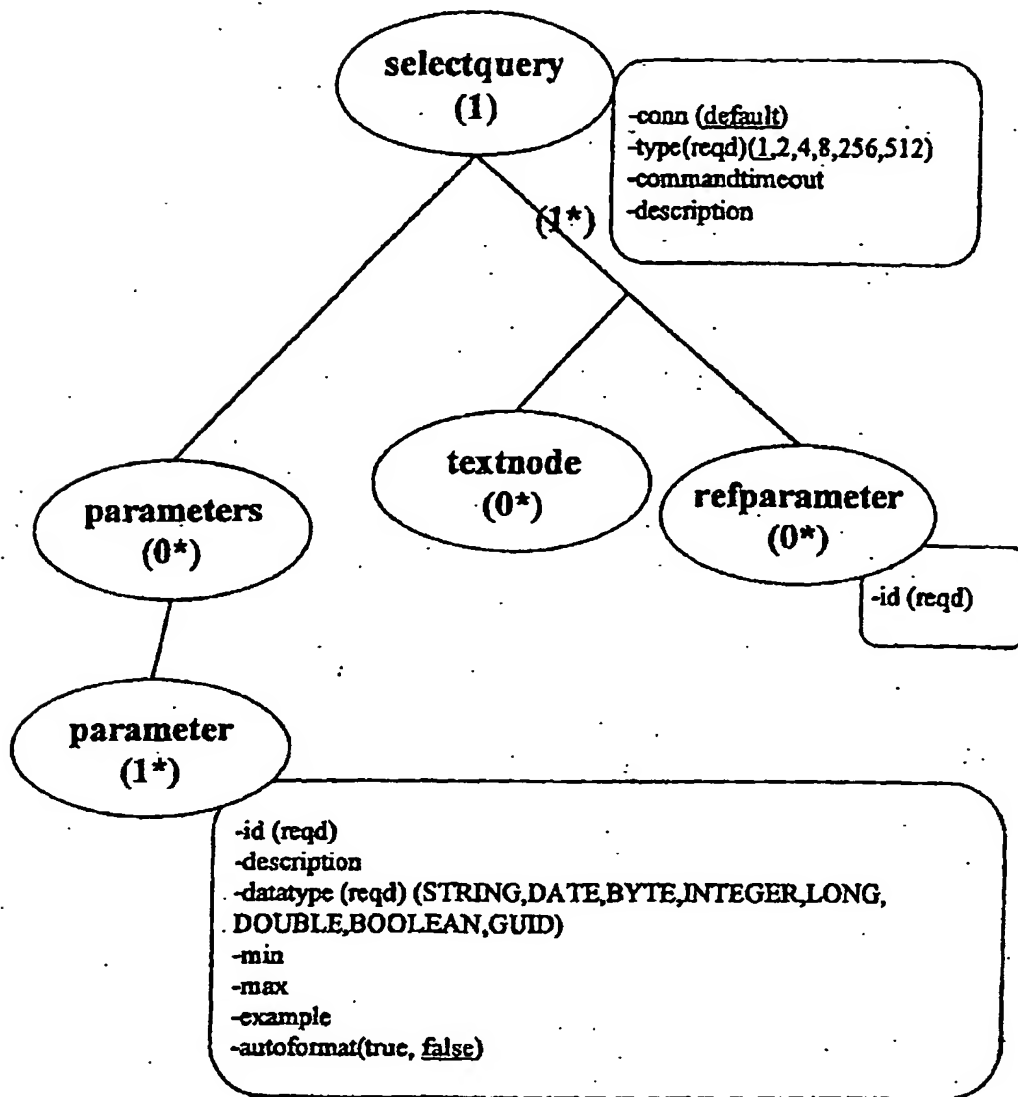 selectquery
(1)
-conn (default)
-type(reqd)(1,2,4,8,256,512)
-commandtimeout
-description
(1*)
textnode
(0*)
parameters
(0*)
refparameter
(0*)
-id (reqd)
parameter
(1*)
-id (reqd)
-description
-datatype (reqd) (STRING,DATE,BYTE,INTEGER,LONG,
DOUBLE,BOOLEAN,GUID)
-min
-max
-example
-autoformat(true, false)